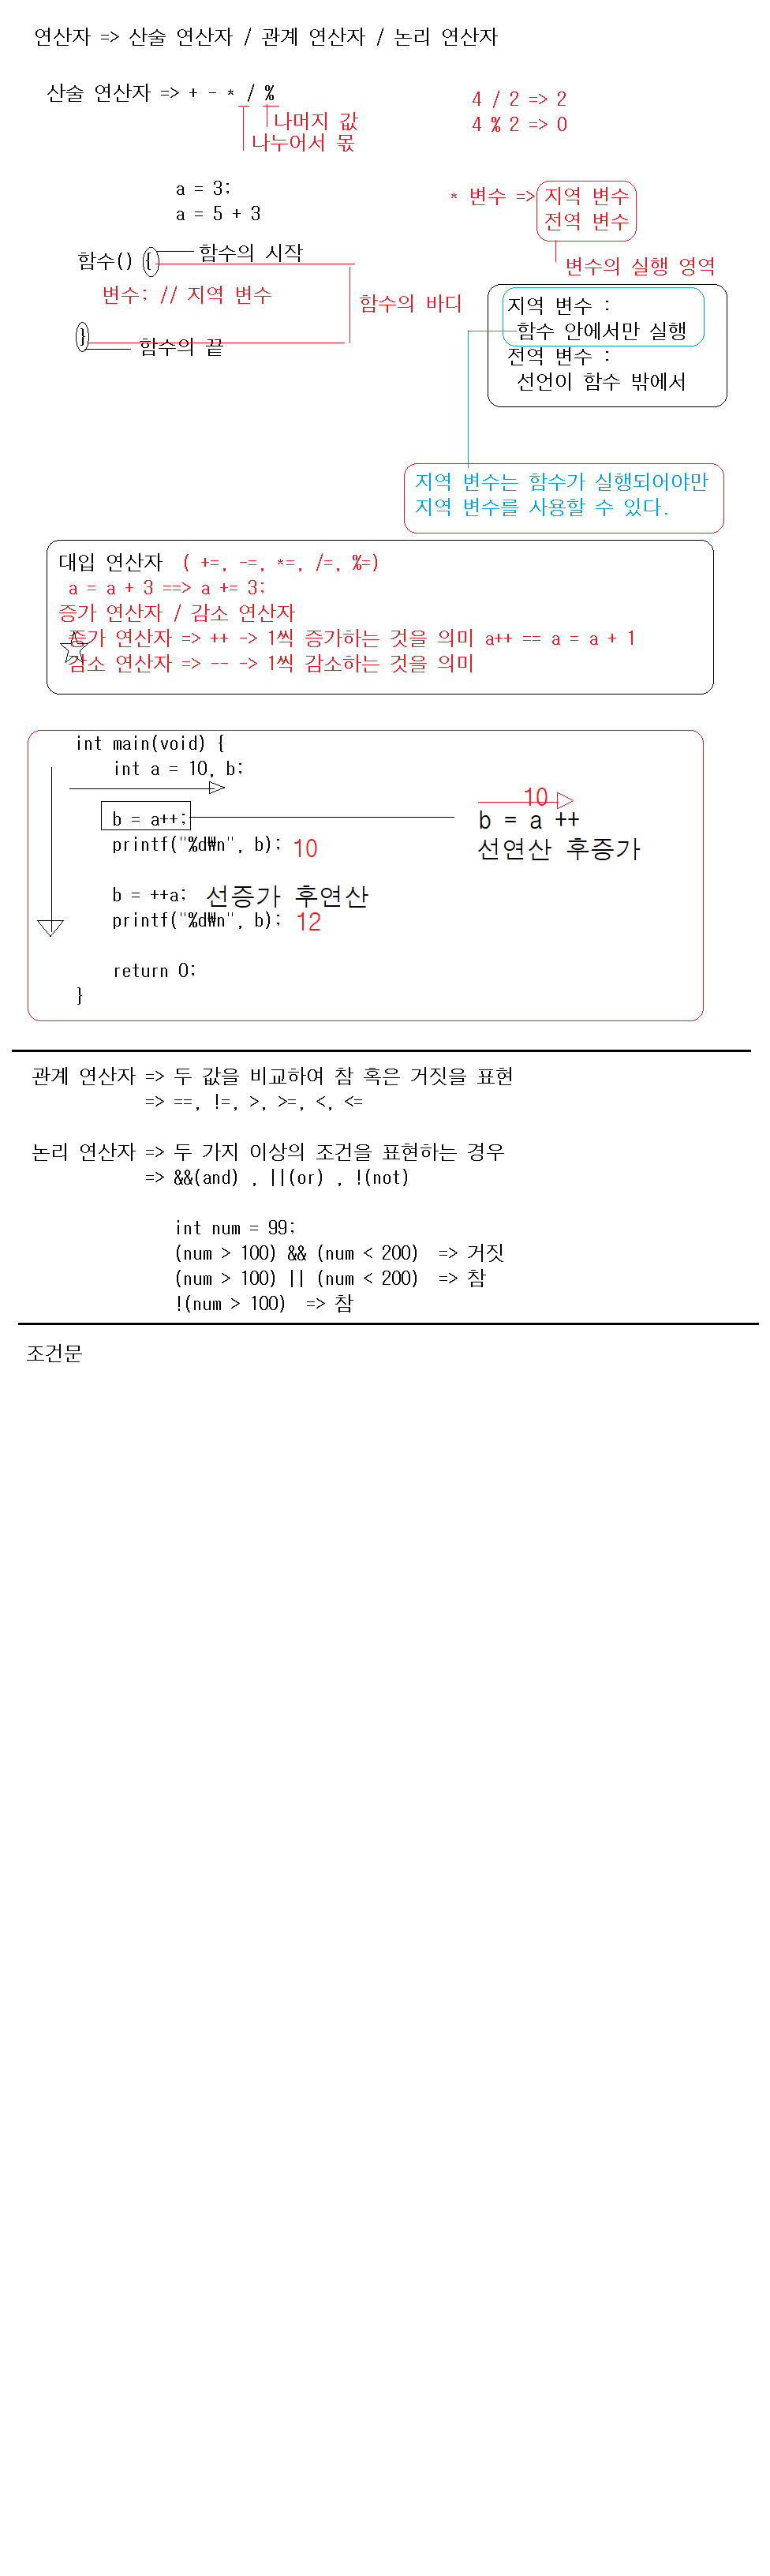 연산자 => 산술 연산자 / 관계 연산자 / 논리 연산자
산술 연산자 => + - * / %
나머지 값
나누어서 몫
4 / 2 => 2
4 % 2 => 0
a = 3;
a = 5 + 3
* 변수 => 지역 변수
전역 변수
변수의 실행 영역
함수() {
함수의 시작
변수; // 지역 변수
함수의 바디
}
함수의 끝
지역 변수 :
함수 안에서만 실행
전역 변수 :
선언이 함수 밖에서
지역 변수는 함수가 실행되어야만
지역 변수를 사용할 수 있다.
대입 연산자 ( +=, -=, *=, /=, %=)
a = a + 3 ==> a += 3;
증가 연산자 / 감소 연산자
증가 연산자 => ++ -> 1씩 증가하는 것을 의미 a++ == a = a + 1
감소 연산자 => -- -> 1씩 감소하는 것을 의미
int main(void) {
int a = 10, b;
b = a++;
printf("%d₩n", b); 10
10
b = a ++
선연산 후증가
b = ++a; 선증가 후연산
printf("%d₩n", b); 12
return 0;
}
관계 연산자 => 두 값을 비교하여 참 혹은 거짓을 표현
=> ==, !=, >, >=, <, <=
논리 연산자 => 두 가지 이상의 조건을 표현하는 경우
=> &&(and) , ||(or) , !(not)
int num = 99;
(num > 100) && (num < 200) => 거짓
(num > 100) || (num < 200) => 참
!(num > 100) => 참
조건문